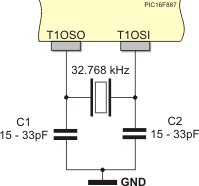 PIC16F887
T1OSO T1OSI
32.768 kHz
C1 C2
15 - 33pF 15 - 33pF
GND